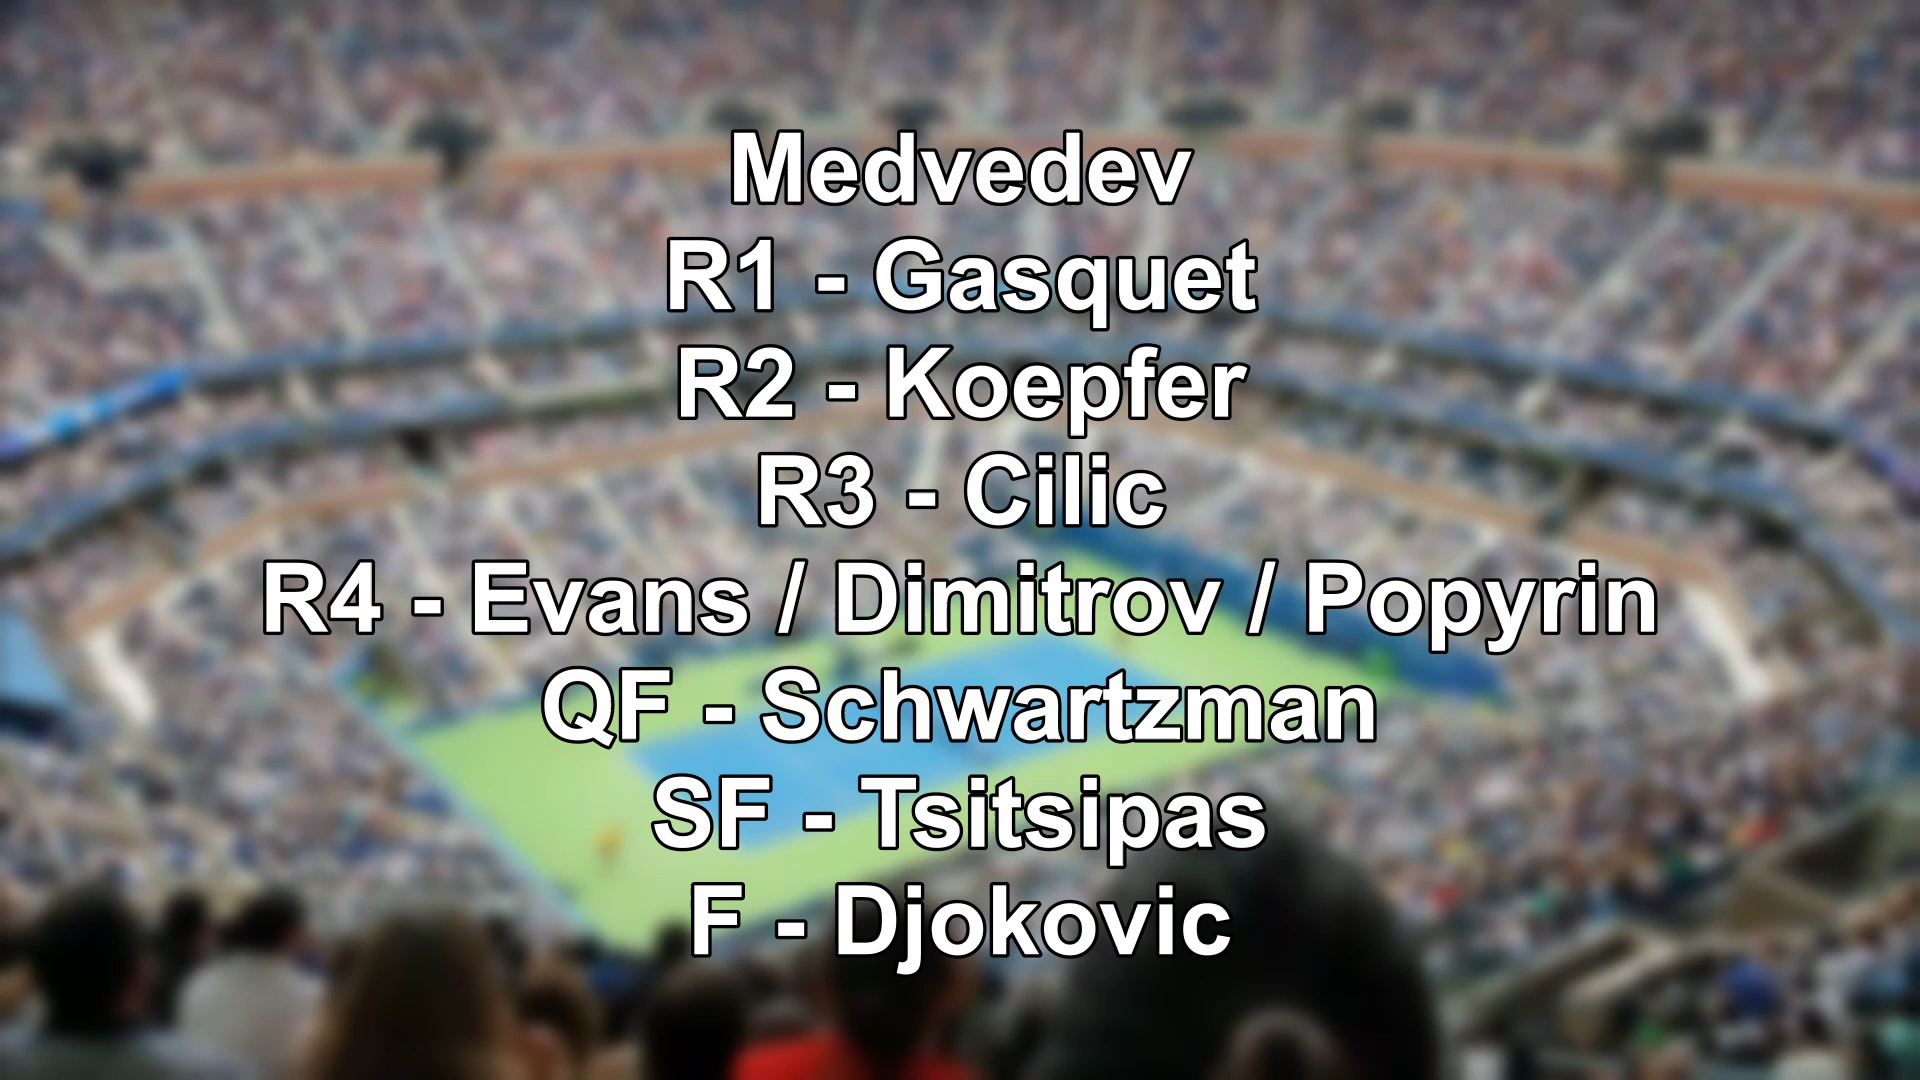 Medvedev
R1 - Gasquet
R2 - Koepfer
R3 - Cilic
R4 - Evans / Dimitrov / Popyrin
QF - Schwartzman
SF - Tsitsipas
F - Djokovic